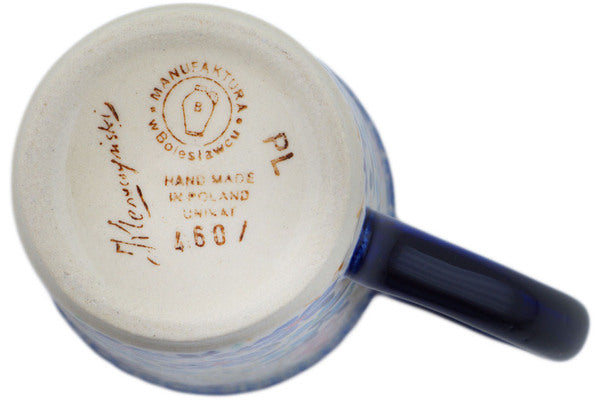 MANUFAKTURA
w Bolesławcu
B
PL
HAND MADE
IN POLAND
UNIKAT